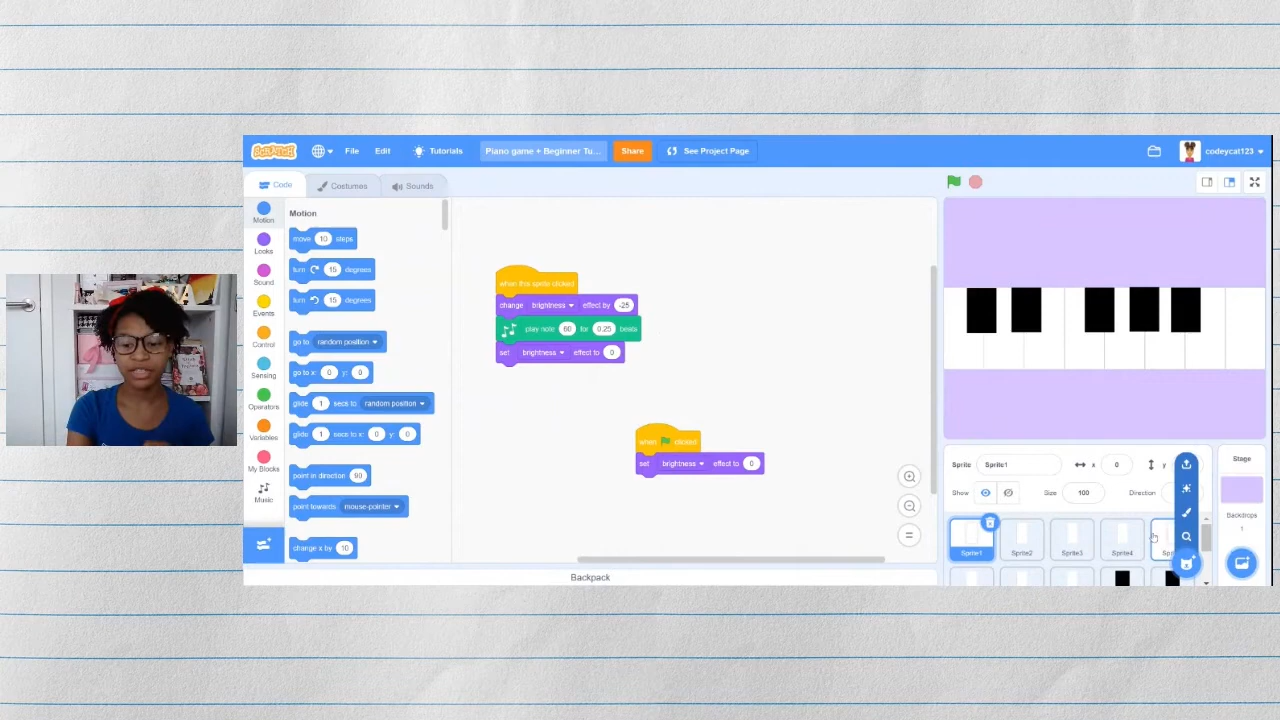 SCRATCH File Edit Tutorials Piano game + Beginner Tu... Share See Project Page codeycat123
Code Costumes Sounds
Motion
Looks
Sound
Events
Control
Sensing
Operators
Variables
My Blocks
Music
Motion
move 10 steps
turn 15 degrees
turn 15 degrees
go to random position
go to x: 0 y: 0
glide 1 secs to random position
glide 1 secs to x: 0 y: 0
point in direction 90
point towards mouse-pointer
change x by 10
when this sprite clicked
change brightness effect by -25
play note 60 for 0.25 beats
set brightness effect to 0
when clicked
set brightness effect to 0
Backpack
Sprite Sprite1 x 0 y
Show Size 100 Direction
Sprite1 Sprite2 Sprite3 Sprite4
Stage
Backdrops
1